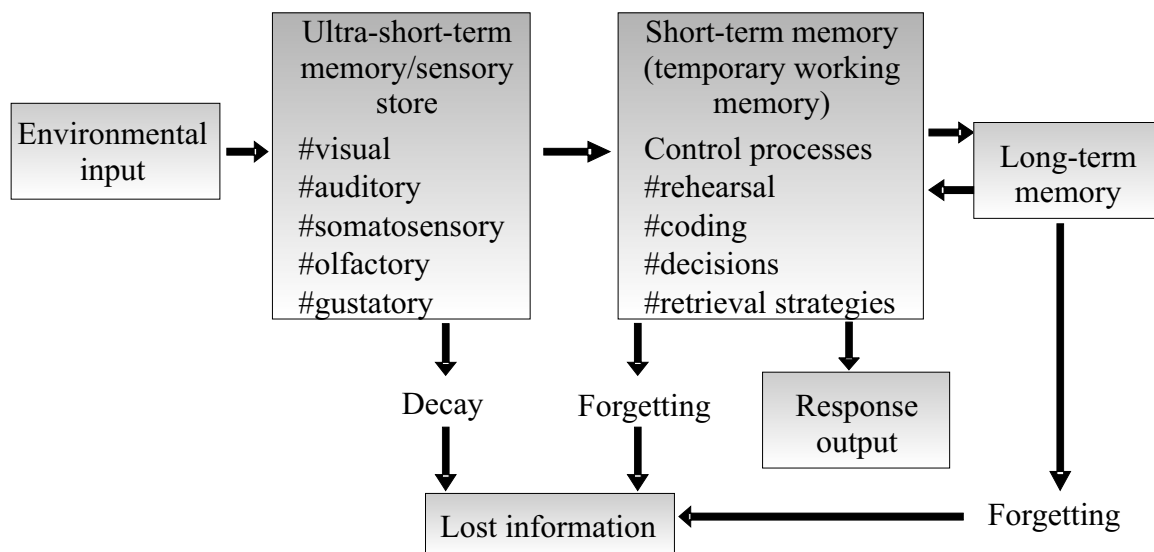 Environmental
input
Ultra-short-term
memory/sensory
store
#visual
#auditory
#somatosensory
#olfactory
#gustatory
Short-term memory
(temporary working
memory)
Control processes
#rehearsal
#coding
#decisions
#retrieval strategies
Long-term
memory
Decay
Forgetting
Response
output
Lost information
Forgetting